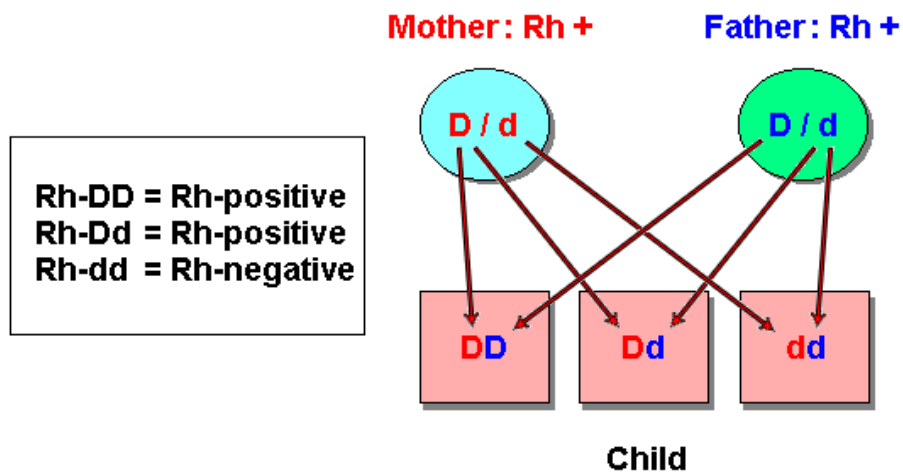 Mother: Rh +
Father: Rh +
D / d
D / d
Rh-DD = Rh-positive
Rh-Dd = Rh-positive
Rh-dd = Rh-negative
DD
Dd
dd
Child